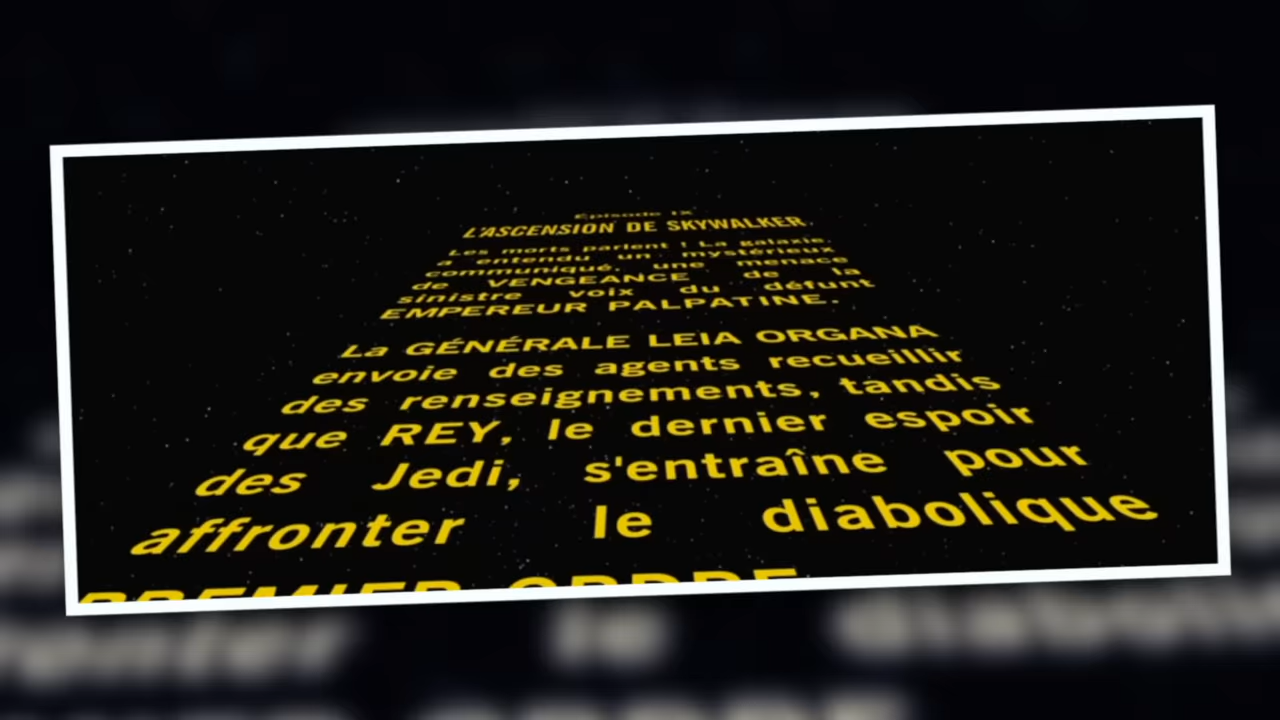 Épisode IX
L'ASCENSION DE SKYWALKER
Les morts parlent ! La galaxie
a entendu un mystérieux
communiqué, une menace
de VENGEANCE de la
sinistre voix du défunt
EMPEREUR PALPATINE.
La GÉNÉRALE LEIA ORGANA
envoie des agents recueillir
des renseignements, tandis
que REY, le dernier espoir
des Jedi, s'entraîne pour
affronter le diabolique
PREMIER ORDRE